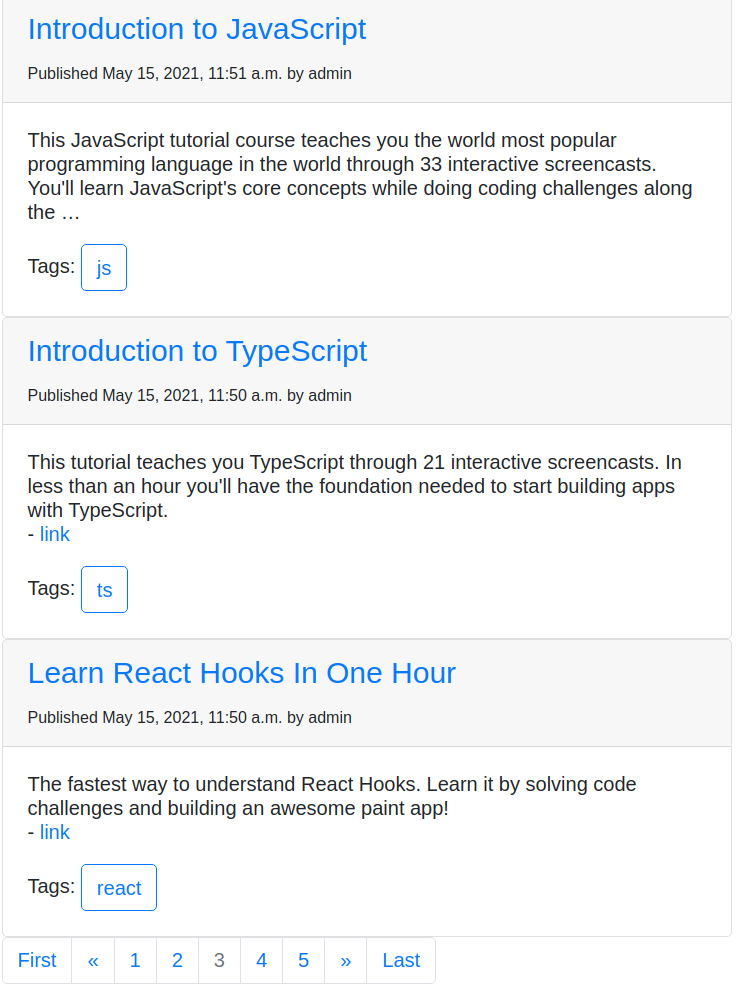 Introduction to JavaScript
Published May 15, 2021, 11:51 a.m. by admin
This JavaScript tutorial course teaches you the world most popular
programming language in the world through 33 interactive screencasts.
You'll learn JavaScript's core concepts while doing coding challenges along
the …
Tags: js
Introduction to TypeScript
Published May 15, 2021, 11:50 a.m. by admin
This tutorial teaches you TypeScript through 21 interactive screencasts. In
less than an hour you'll have the foundation needed to start building apps
with TypeScript.
- link
Tags: ts
Learn React Hooks In One Hour
Published May 15, 2021, 11:50 a.m. by admin
The fastest way to understand React Hooks. Learn it by solving code
challenges and building an awesome paint app!
- link
Tags: react
First « 1 2 3 4 5 » Last